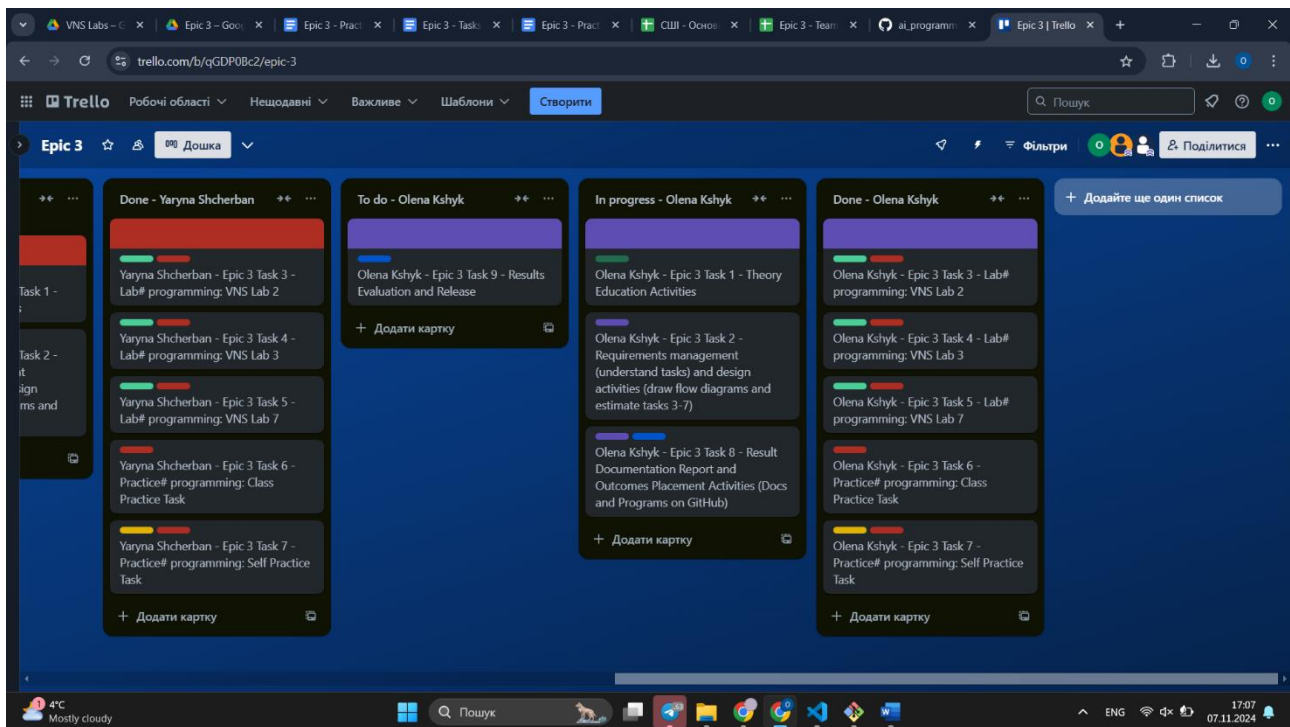 VNS Labs – G
Epic 3 – Goo
Epic 3 - Pract
Epic 3 - Tasks
Epic 3 - Pract
СШІ - Основ
Epic 3 - Team
ai_programm
Epic 3 | Trello
trello.com/b/qGDP0Bc2/epic-3
Trello
Робочі області
Нещодавні
Важливе
Шаблони
Створити
Пошук
O
Epic 3
Дошка
Фільтри
O
Поділитися
Task 1 -
Task 2 -
ms and
Done - Yaryna Shcherban
Yaryna Shcherban - Epic 3 Task 3 -
Lab# programming: VNS Lab 2
Yaryna Shcherban - Epic 3 Task 4 -
Lab# programming: VNS Lab 3
Yaryna Shcherban - Epic 3 Task 5 -
Lab# programming: VNS Lab 7
Yaryna Shcherban - Epic 3 Task 6 -
Practice# programming: Class
Practice Task
Yaryna Shcherban - Epic 3 Task 7 -
Practice# programming: Self Practice
Task
+ Додати картку
To do - Olena Kshyk
Olena Kshyk - Epic 3 Task 9 - Results
Evaluation and Release
+ Додати картку
In progress - Olena Kshyk
Olena Kshyk - Epic 3 Task 1 - Theory
Education Activities
Olena Kshyk - Epic 3 Task 2 -
Requirements management
(understand tasks) and design
activities (draw flow diagrams and
estimate tasks 3-7)
Olena Kshyk - Epic 3 Task 8 - Result
Documentation Report and
Outcomes Placement Activities (Docs
and Programs on GitHub)
+ Додати картку
Done - Olena Kshyk
Olena Kshyk - Epic 3 Task 3 - Lab#
programming: VNS Lab 2
Olena Kshyk - Epic 3 Task 4 - Lab#
programming: VNS Lab 3
Olena Kshyk - Epic 3 Task 5 - Lab#
programming: VNS Lab 7
Olena Kshyk - Epic 3 Task 6 -
Practice# programming: Class
Practice Task
Olena Kshyk - Epic 3 Task 7 -
Practice# programming: Self Practice
Task
+ Додати картку
+ Додайте ще один список
4°C
Mostly cloudy
Пошук
ENG
17:07
07.11.2024